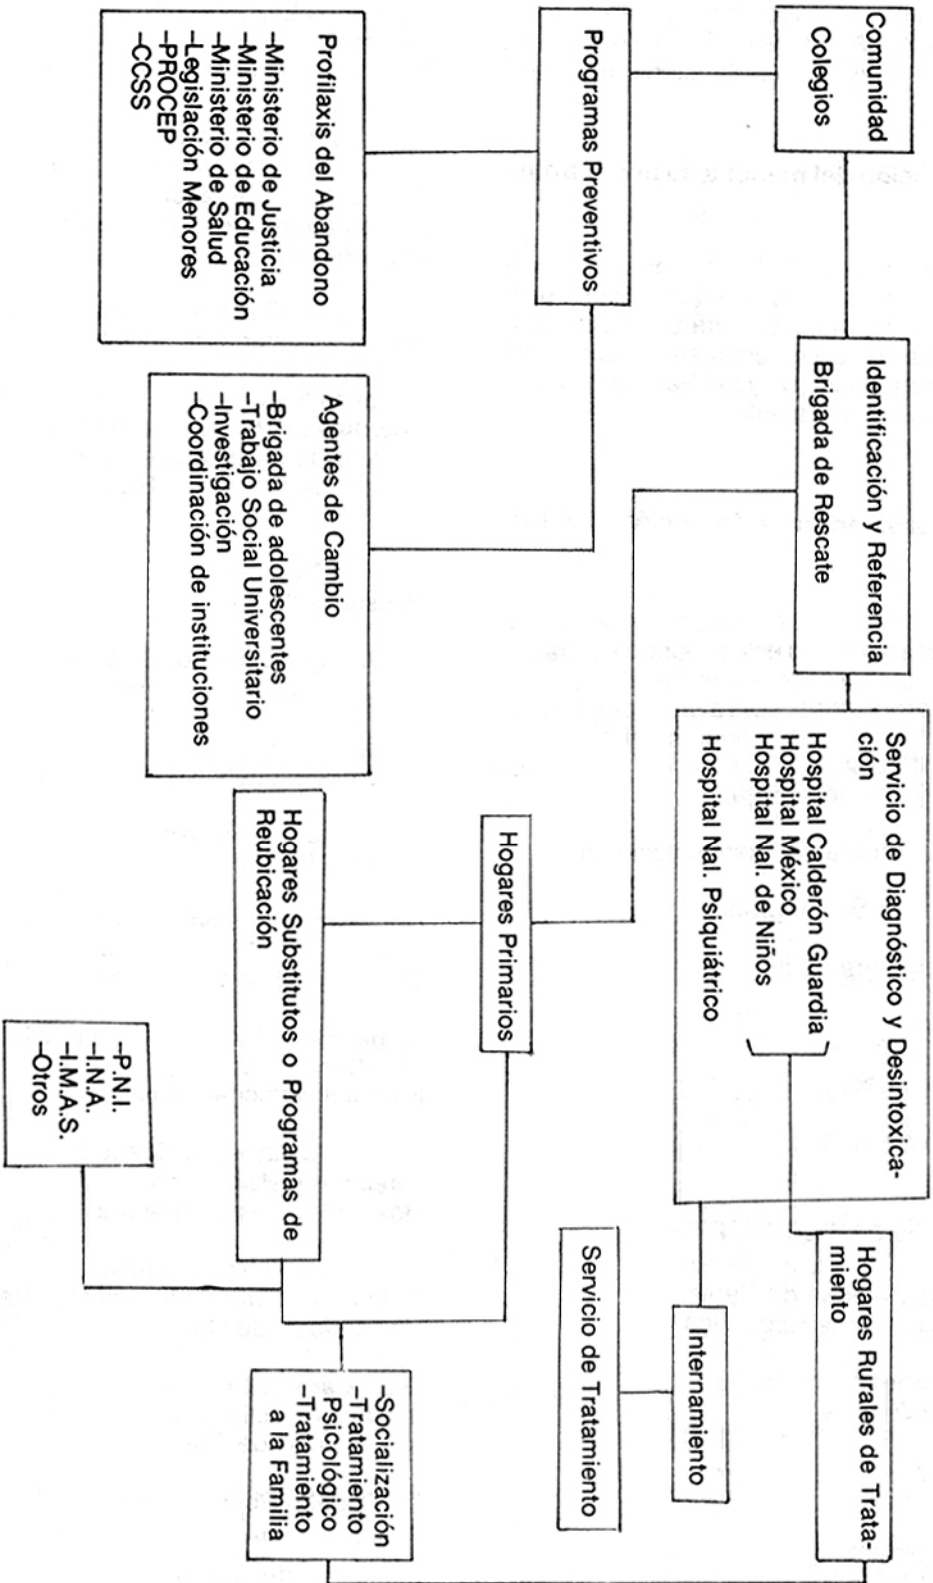 Comunidad
Colegios
Identificación y Referencia
Brigada de Rescate
Servicio de Diagnóstico y Desintoxica-
ción
Hospital Calderón Guardia
Hospital México
Hospital Nal. de Niños
Hospital Nal. Psiquiátrico
Hogares Rurales de Trata-
miento
Internamiento
Servicio de Tratamiento
Programas Preventivos
Hogares Primarios
Profilaxis del Abandono
–Ministerio de Justicia
–Ministerio de Educación
–Ministerio de Salud
–Legislación Menores
–PROCEP
–CCSS
Agentes de Cambio
–Brigada de adolescentes
–Trabajo Social Universitario
–Investigación
–Coordinación de instituciones
Hogares Substitutos o Programas de
Reubicación
–Socialización
–Tratamiento
Psicológico
–Tratamiento
a la Familia
–P.N.I.
–I.N.A.
–I.M.A.S.
–Otros